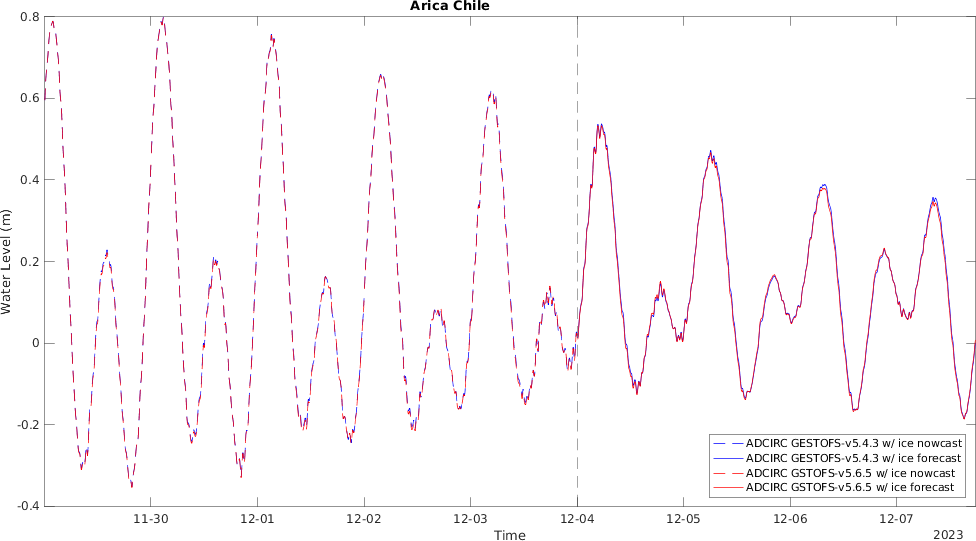 Arica Chile
Water Level (m)
0.8
0.6
0.4
0.2
0
-0.2
-0.4
11-30
12-01
12-02
12-03
12-04
12-05
12-06
12-07
Time
2023
ADCIRC GESTOFS-v5.4.3 w/ ice nowcast
ADCIRC GESTOFS-v5.4.3 w/ ice forecast
ADCIRC GSTOFS-v5.6.5 w/ ice nowcast
ADCIRC GSTOFS-v5.6.5 w/ ice forecast